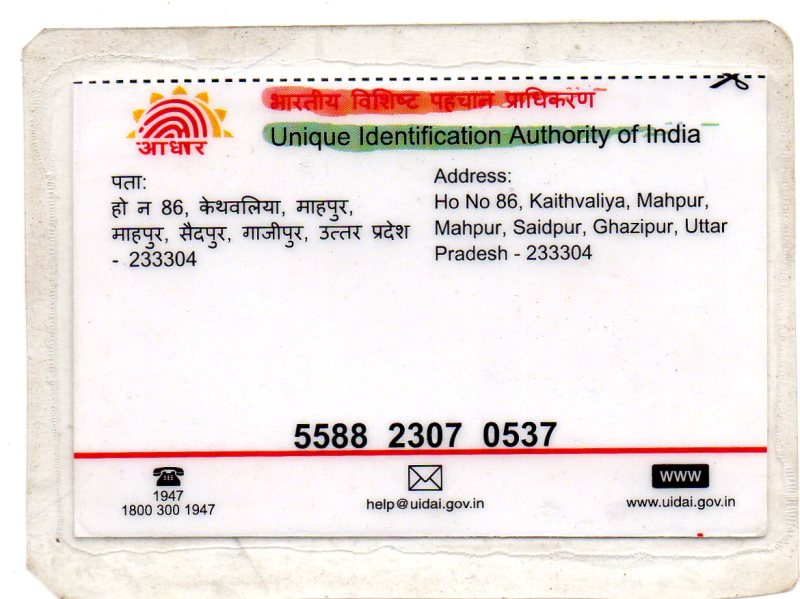 भारतीय विशिष्ट पहचान प्राधिकरण
Unique Identification Authority of India
आधार
पता:
हो न 86, केथवलिया, माहपुर,
माहपुर, सैदपुर, गाजीपुर, उत्तर प्रदेश
- 233304
Address:
Ho No 86, Kaithvaliya, Mahpur,
Mahpur, Saidpur, Ghazipur, Uttar
Pradesh - 233304
5588 2307 0537
1947
1800 300 1947
help@uidai.gov.in
www
www.uidai.gov.in